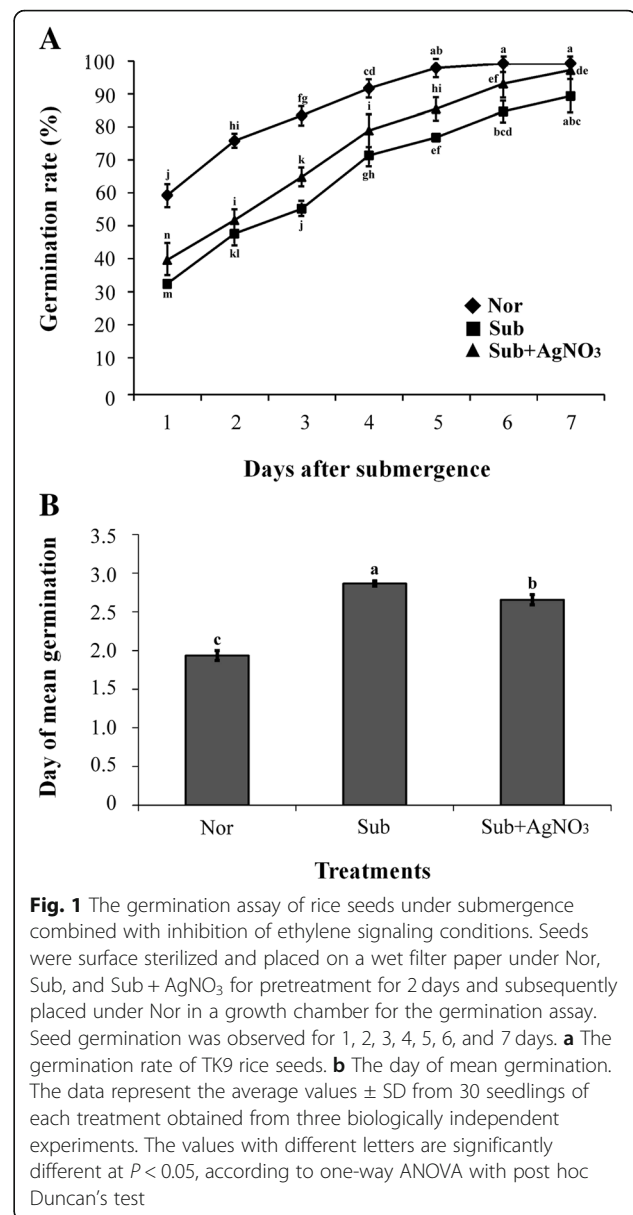 A
Germination rate (%)
100
90
80
70
60
50
40
30
20
10
0
j
hi
fg
cd
ab
a
a
n
i
k
i
hi
ef
de
m
kl
j
gh
ef
bcd
abc
Nor
Sub
Sub+AgNO₃
1 2 3 4 5 6 7
Days after submergence
B
Day of mean germination
3.5
3.0
2.5
2.0
1.5
1.0
0.5
0
c
a
b
Nor Sub Sub+AgNO₃
Treatments
Fig. 1 The germination assay of rice seeds under submergence
combined with inhibition of ethylene signaling conditions. Seeds
were surface sterilized and placed on a wet filter paper under Nor,
Sub, and Sub + AgNO₃ for pretreatment for 2 days and subsequently
placed under Nor in a growth chamber for the germination assay.
Seed germination was observed for 1, 2, 3, 4, 5, 6, and 7 days. a The
germination rate of TK9 rice seeds. b The day of mean germination.
The data represent the average values ± SD from 30 seedlings of
each treatment obtained from three biologically independent
experiments. The values with different letters are significantly
different at P < 0.05, according to one-way ANOVA with post hoc
Duncan's test